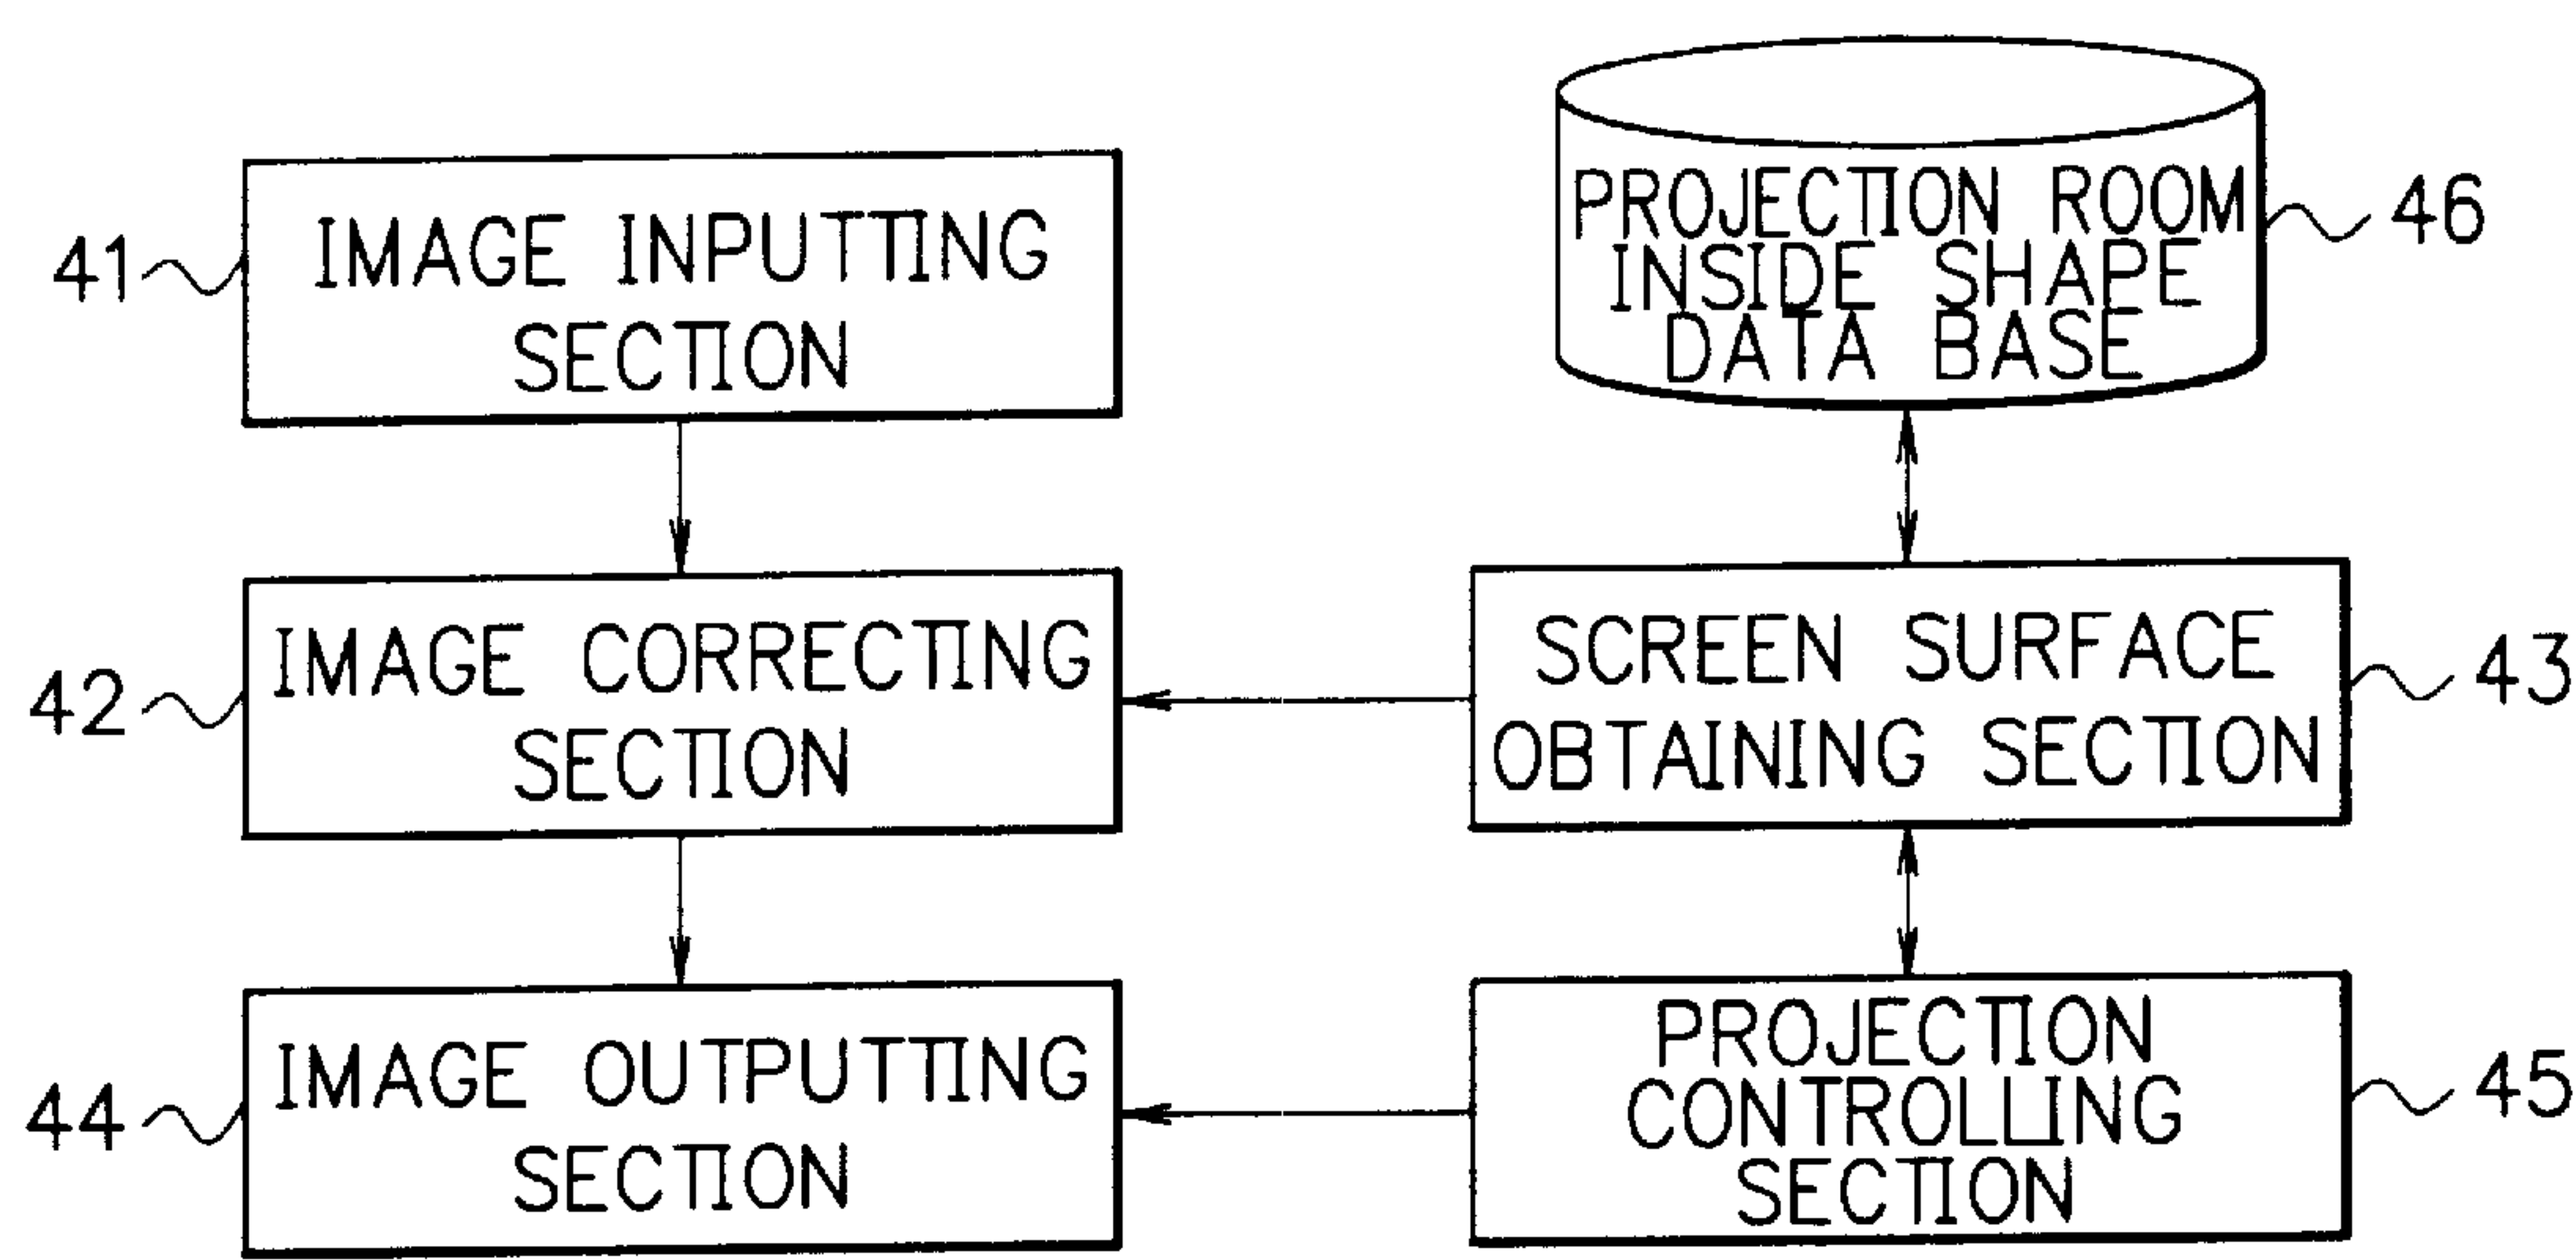 41
IMAGE INPUTTING
SECTION
PROJECTION ROOM
INSIDE SHAPE
DATA BASE
46
42
IMAGE CORRECTING
SECTION
SCREEN SURFACE
OBTAINING SECTION
43
44
IMAGE OUTPUTTING
SECTION
PROJECTION
CONTROLLING
SECTION
45